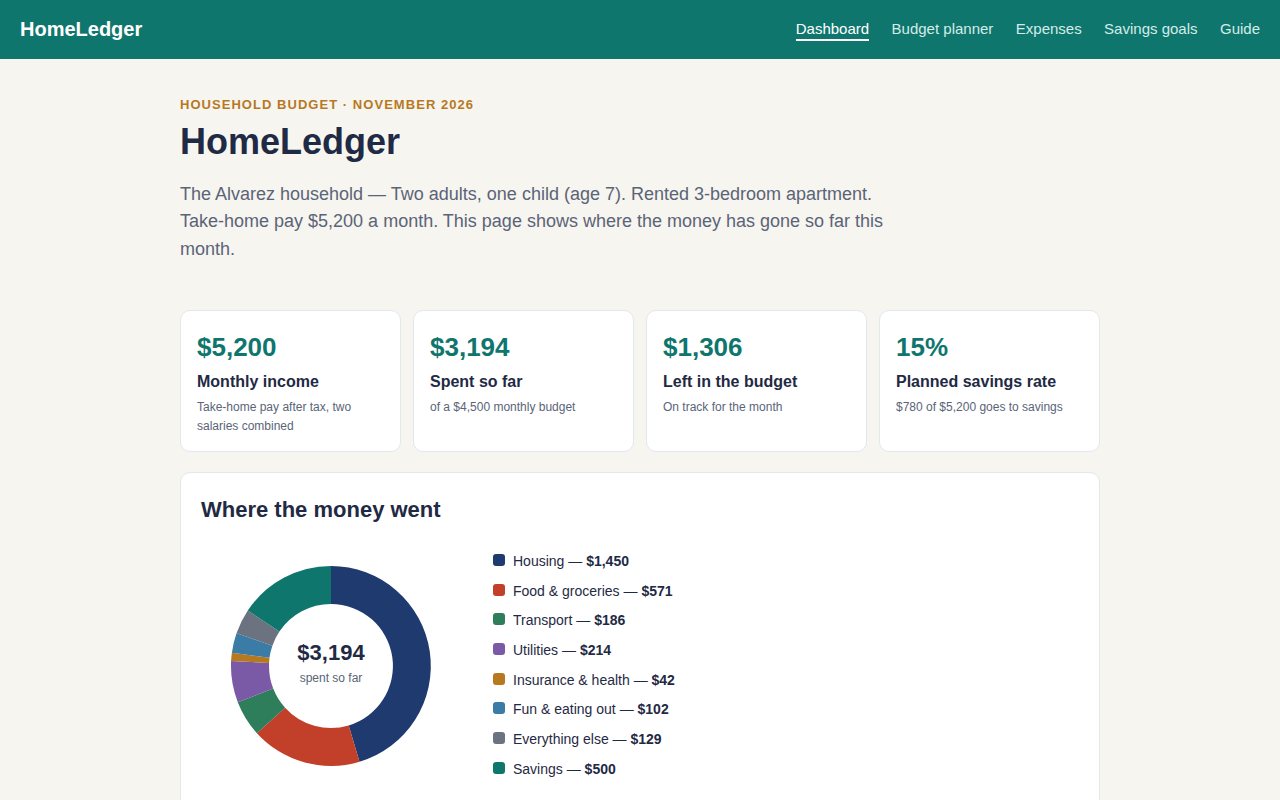 HomeLedger
Dashboard Budget planner Expenses Savings goals Guide
HOUSEHOLD BUDGET · NOVEMBER 2026
HomeLedger
The Alvarez household — Two adults, one child (age 7). Rented 3-bedroom apartment.
Take-home pay $5,200 a month. This page shows where the money has gone so far this
month.
$5,200
Monthly income
Take-home pay after tax, two
salaries combined
$3,194
Spent so far
of a $4,500 monthly budget
$1,306
Left in the budget
On track for the month
15%
Planned savings rate
$780 of $5,200 goes to savings
Where the money went
$3,194
spent so far
Housing — $1,450
Food & groceries — $571
Transport — $186
Utilities — $214
Insurance & health — $42
Fun & eating out — $102
Everything else — $129
Savings — $500